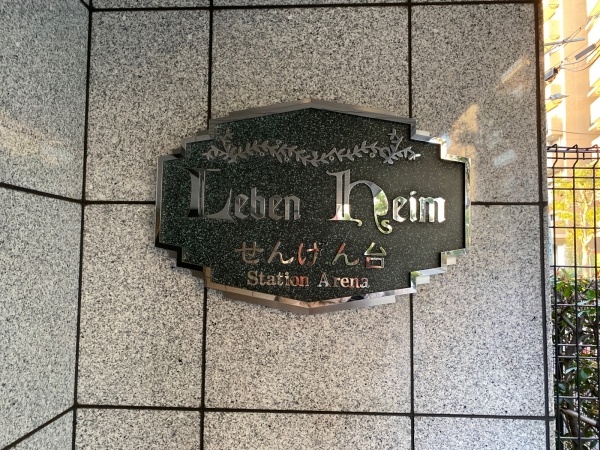 Leben Heim
せんげん台
Station Arena